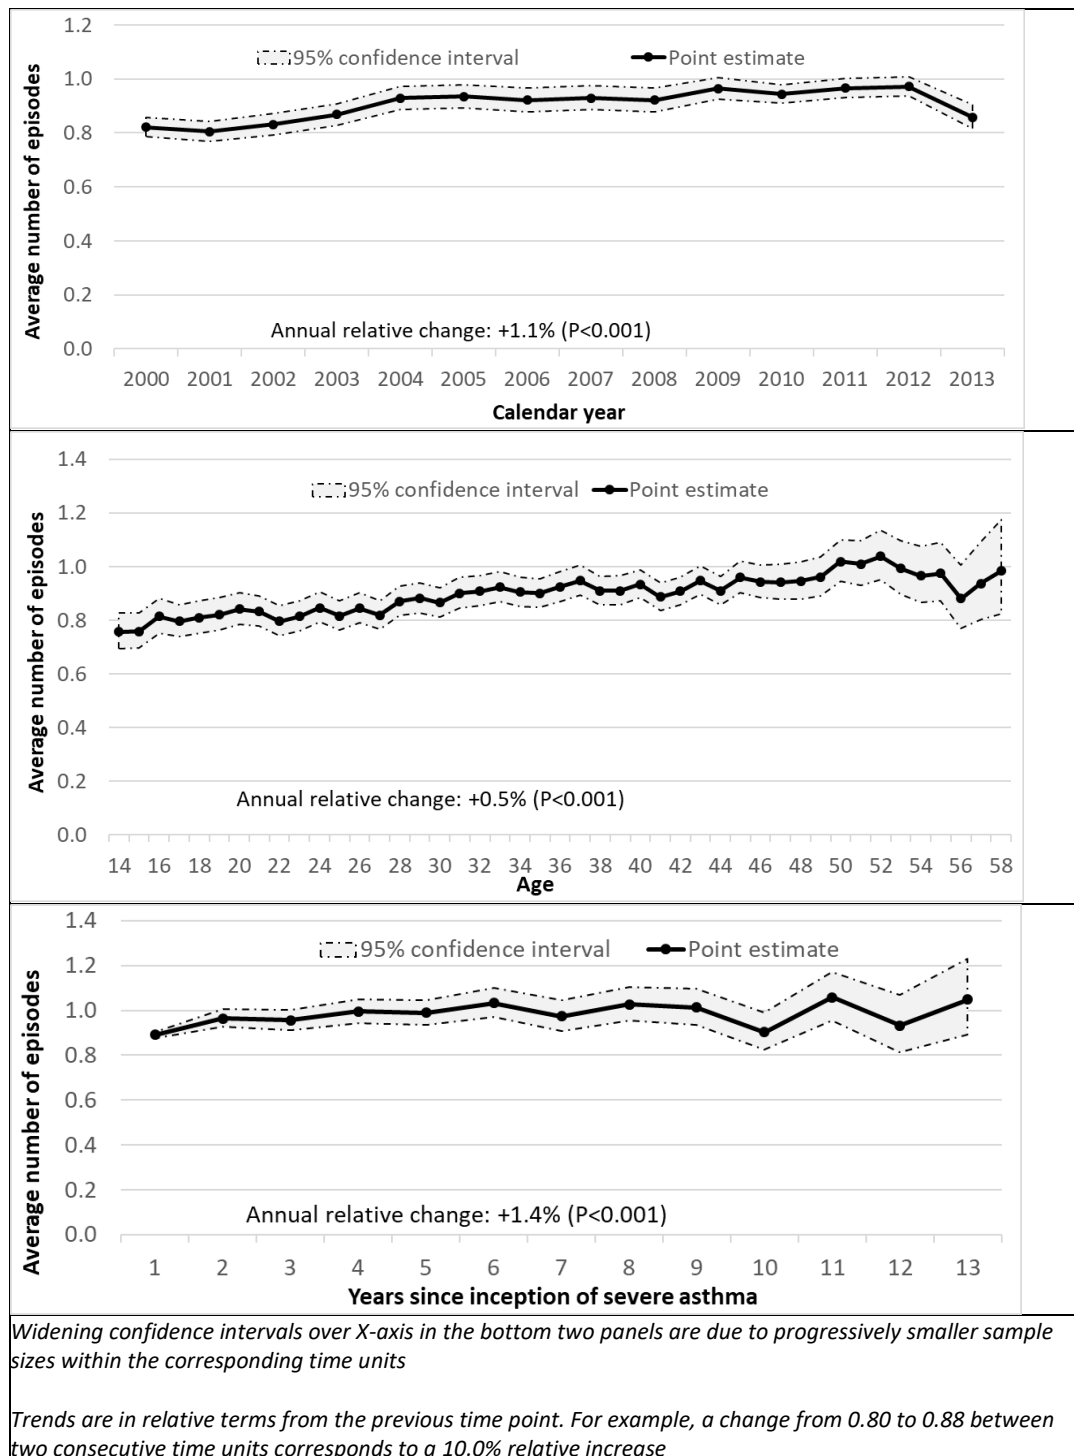 1.2
95% confidence interval Point estimate
1.0
0.8
0.6
0.4
0.2
0.0
Average number of episodes
Annual relative change: +1.1% (P<0.001)
2000 2001 2002 2003 2004 2005 2006 2007 2008 2009 2010 2011 2012 2013
Calendar year
1.4
95% confidence interval Point estimate
1.2
1.0
0.8
0.6
0.4
0.2
0.0
Average number of episodes
Annual relative change: +0.5% (P<0.001)
14 16 18 20 22 24 26 28 30 32 34 36 38 40 42 44 46 48 50 52 54 56 58
Age
1.4
95% confidence interval Point estimate
1.2
1.0
0.8
0.6
0.4
0.2
0.0
Average number of episodes
Annual relative change: +1.4% (P<0.001)
1 2 3 4 5 6 7 8 9 10 11 12 13
Years since inception of severe asthma
Widening confidence intervals over X-axis in the bottom two panels are due to progressively smaller sample
sizes within the corresponding time units
Trends are in relative terms from the previous time point. For example, a change from 0.80 to 0.88 between
two consecutive time units corresponds to a 10.0% relative increase